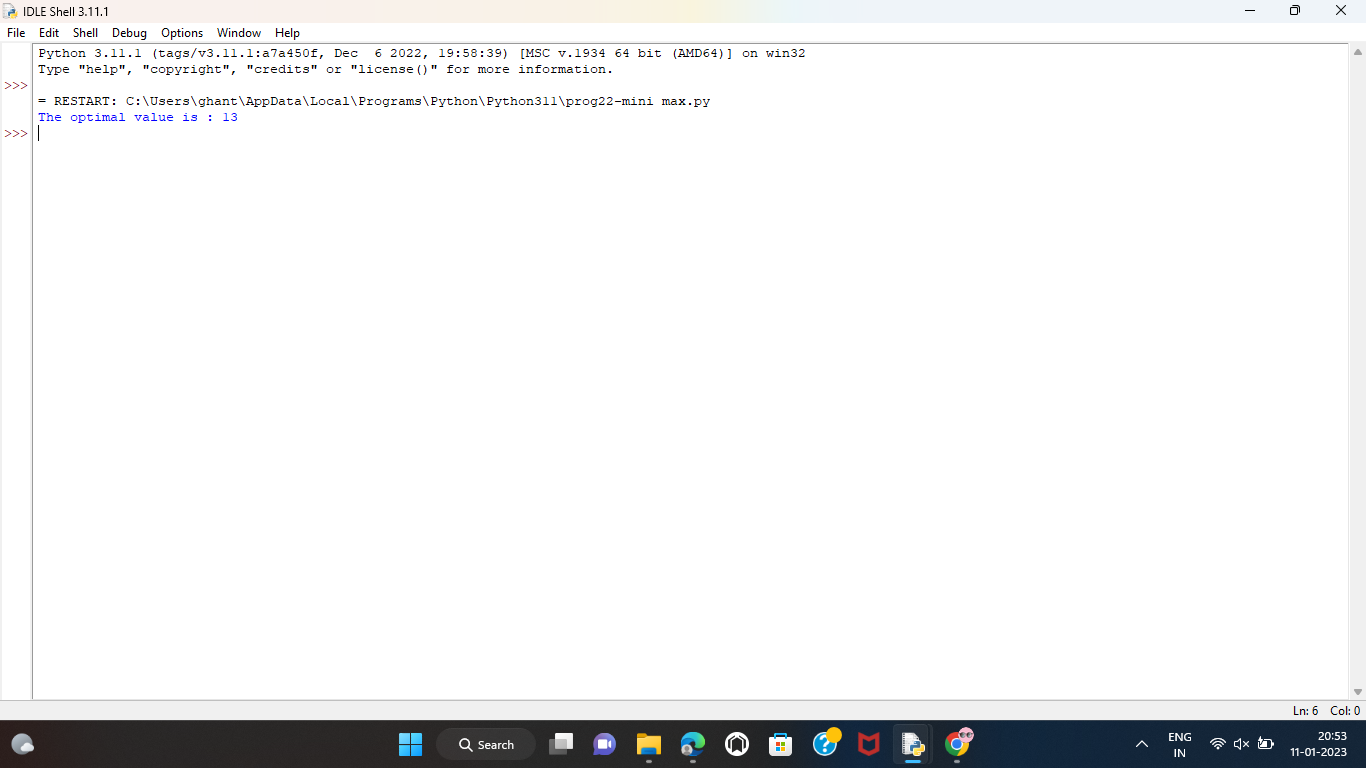 IDLE Shell 3.11.1
File Edit Shell Debug Options Window Help
Python 3.11.1 (tags/v3.11.1:a7a450f, Dec  6 2022, 19:58:39) [MSC v.1934 64 bit (AMD64)] on win32
Type "help", "copyright", "credits" or "license()" for more information.
>>>
= RESTART: C:\Users\ghant\AppData\Local\Programs\Python\Python311\prog22-mini max.py
The optimal value is : 13
>>>
Ln: 6 Col: 0
Search
ENG
IN
20:53
11-01-2023